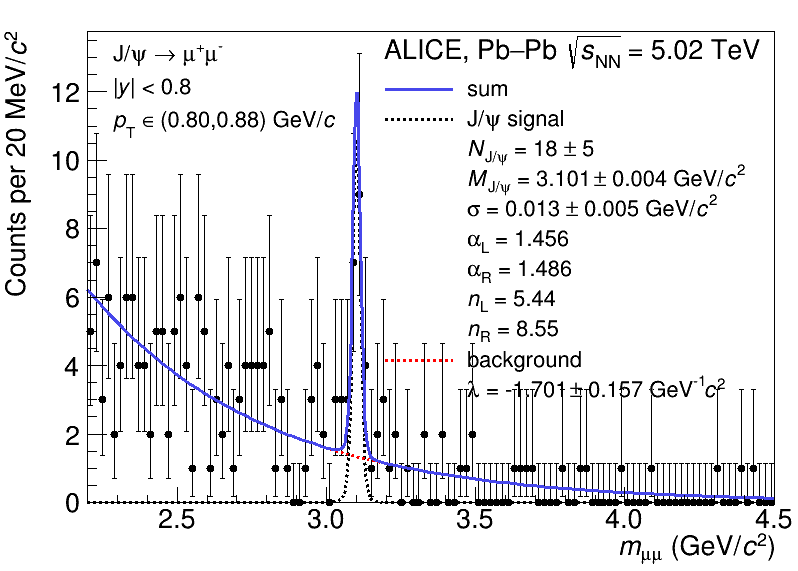 J/ψ → μ⁺μ⁻
|y| < 0.8
p_T ∈ (0.80,0.88) GeV/c
ALICE, Pb–Pb √s_NN = 5.02 TeV
sum
J/ψ signal
N_J/ψ = 18 ± 5
M_J/ψ = 3.101 ± 0.004 GeV/c²
σ = 0.013 ± 0.005 GeV/c²
α_L = 1.456
α_R = 1.486
n_L = 5.44
n_R = 8.55
background
λ = -1.701 ± 0.157 GeV⁻¹c²
Counts per 20 MeV/c²
12
10
8
6
4
2
0
2.5 3.0 3.5 4.0 4.5
m_μμ (GeV/c²)